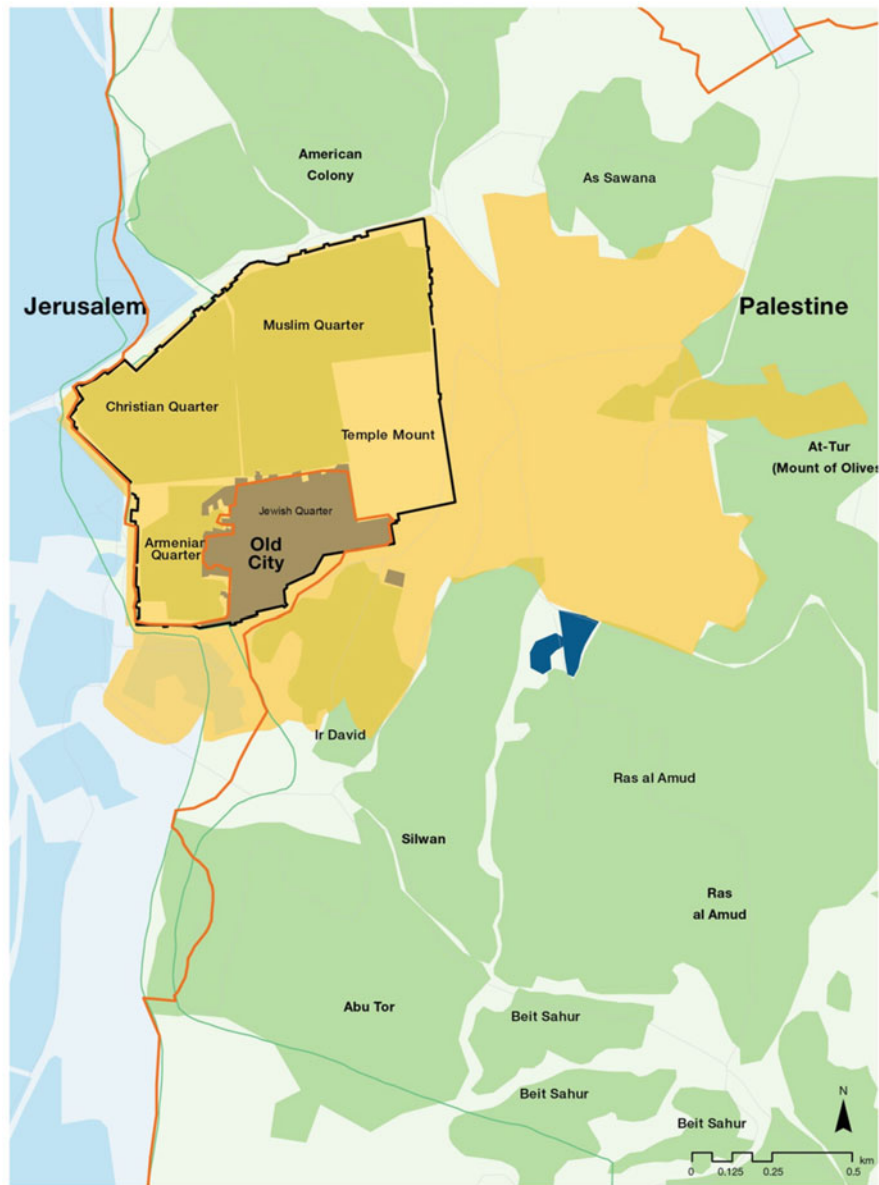 American
Colony
As Sawana
Jerusalem
Palestine
Muslim Quarter
Christian Quarter
Temple Mount
At-Tur
(Mount of Olives
Jewish Quarter
Armenian
Quarter
Old
City
Ir David
Ras al Amud
Silwan
Ras
al Amud
Abu Tor
Beit Sahur
Beit Sahur
Beit Sahur
N
km
0 0.125 0.25 0.5